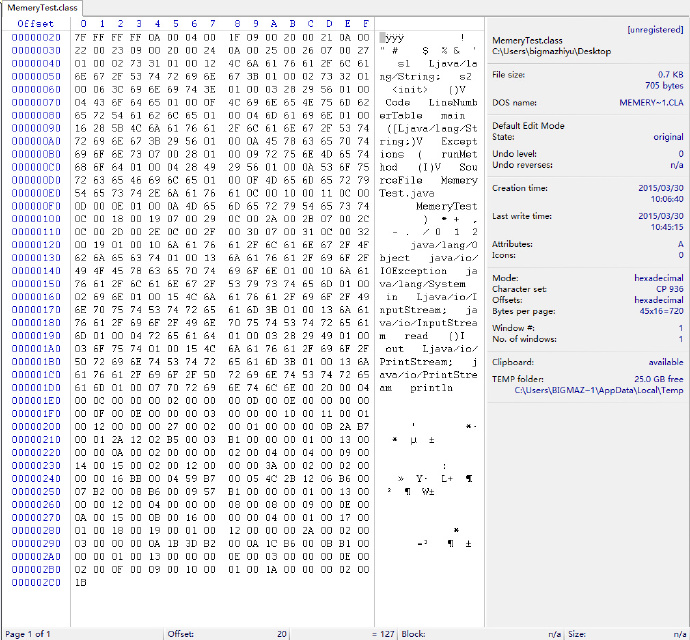 MemeryTest.class
Offset 0 1 2 3 4 5 6 7 8 9 A B C D E F
00000020 7F FF FF FF 0A 00 04 00 1F 09 00 20 00 21 0A 00 ÿÿÿ !
00000030 22 00 23 09 00 20 00 24 0A 00 25 00 26 07 00 27 " # $ % & '
00000040 01 00 02 73 31 01 00 12 4C 6A 61 76 61 2F 6C 61 s1 Ljava/la
00000050 6E 67 2F 53 74 72 69 6E 67 3B 01 00 02 73 32 01 ng/String; s2
00000060 00 06 3C 69 6E 69 74 3E 01 00 03 28 29 56 01 00 <init> ()V
00000070 04 43 6F 64 65 01 00 0F 4C 69 6E 65 4E 75 6D 62 Code LineNumb
00000080 65 72 54 61 62 6C 65 01 00 04 6D 61 69 6E 01 00 erTable main
00000090 16 28 5B 4C 6A 61 76 61 2F 6C 61 6E 67 2F 53 74 ([Ljava/lang/St
000000A0 72 69 6E 67 3B 29 56 01 00 0A 45 78 63 65 70 74 ring;)V Except
000000B0 69 6F 6E 73 07 00 28 01 00 09 72 75 6E 4D 65 74 ions ( runMet
000000C0 68 6F 64 01 00 04 28 49 29 56 01 00 0A 53 6F 75 hod (I)V Sou
000000D0 72 63 65 46 69 6C 65 01 00 0F 4D 65 6D 65 72 79 rceFile Memery
000000E0 54 65 73 74 2E 6A 61 76 61 0C 00 10 00 11 0C 00 Test.java
000000F0 0D 00 0E 01 00 0A 4D 65 6D 65 72 79 54 65 73 74 MemeryTest
00000100 0C 00 18 00 19 07 00 29 0C 00 2A 00 2B 07 00 2C ) * + ,
00000110 0C 00 2D 00 2E 0C 00 2F 00 30 07 00 31 0C 00 32 - . / 0 1 2
00000120 00 19 01 00 10 6A 61 76 61 2F 6C 61 6E 67 2F 4F java/lang/O
00000130 62 6A 65 63 74 01 00 13 6A 61 76 61 2F 69 6F 2F bject java/io/
00000140 49 4F 45 78 63 65 70 74 69 6F 6E 01 00 10 6A 61 IOException ja
00000150 76 61 2F 6C 61 6E 67 2F 53 79 73 74 65 6D 01 00 va/lang/System
00000160 02 69 6E 01 00 15 4C 6A 61 76 61 2F 69 6F 2F 49 in Ljava/io/I
00000170 6E 70 75 74 53 74 72 65 61 6D 3B 01 00 13 6A 61 nputStream; ja
00000180 76 61 2F 69 6F 2F 49 6E 70 75 74 53 74 72 65 61 va/io/InputStrea
00000190 6D 01 00 04 72 65 61 64 01 00 03 28 29 49 01 00 m read ()I
000001A0 03 6F 75 74 01 00 15 4C 6A 61 76 61 2F 69 6F 2F out Ljava/io/
000001B0 50 72 69 6E 74 53 74 72 65 61 6D 3B 01 00 13 6A PrintStream; j
000001C0 61 76 61 2F 69 6F 2F 50 72 69 6E 74 53 74 72 65 ava/io/PrintStre
000001D0 61 6D 01 00 07 70 72 69 6E 74 6C 6E 00 20 00 04 am println
000001E0 00 0C 00 00 00 02 00 00 00 0D 00 0E 00 00 00 00
000001F0 00 0F 00 0E 00 00 00 03 00 00 00 10 00 11 00 01
00000200 00 12 00 00 00 27 00 02 00 01 00 00 00 0B 2A B7 ' *·
00000210 00 01 2A 12 02 B5 00 03 B1 00 00 00 01 00 13 00 * µ ±
00000220 00 00 0A 00 02 00 00 00 02 00 04 00 04 00 09 00
00000230 14 00 15 00 02 00 12 00 00 00 3A 00 02 00 02 00 :
00000240 00 00 16 BB 00 04 59 B7 00 05 4C 2B 12 06 B6 00 » Y· L+ ¶
00000250 07 B2 00 08 B6 00 09 57 B1 00 00 00 01 00 13 00 ² ¶ W±
00000260 00 00 12 00 04 00 00 00 08 00 08 00 09 00 0E 00
00000270 0A 00 15 00 0B 00 16 00 00 00 04 00 01 00 17 00
00000280 01 00 18 00 19 00 01 00 12 00 00 00 2A 00 02 00 *
00000290 03 00 00 00 0A 1B 3D B2 00 0A 1C B6 00 0B B1 00 =² ¶ ±
000002A0 00 00 01 00 13 00 00 00 0E 00 03 00 00 00 0E 00
000002B0 02 00 0F 00 09 00 10 00 01 00 1A 00 00 00 02 00
000002C0 1B
[unregistered]
MemeryTest.class
C:\Users\bigmazhiyu\Desktop
File size: 0.7 KB
705 bytes
DOS name: MEMERY~1.CLA
Default Edit Mode
State: original
Undo level: 0
Undo reverses: n/a
Creation time: 2015/03/30
10:06:40
Last write time: 2015/03/30
10:45:15
Attributes: A
Icons: 0
Mode: hexadecimal
Character set: CP 936
Offsets: hexadecimal
Bytes per page: 45x16=720
Window #: 1
No. of windows: 1
Clipboard: available
TEMP folder: 25.0 GB free
C:\Users\BIGMAZ~1\AppData\Local\Temp
Page 1 of 1 Offset: 20 = 127 Block: n/a Size: n/a